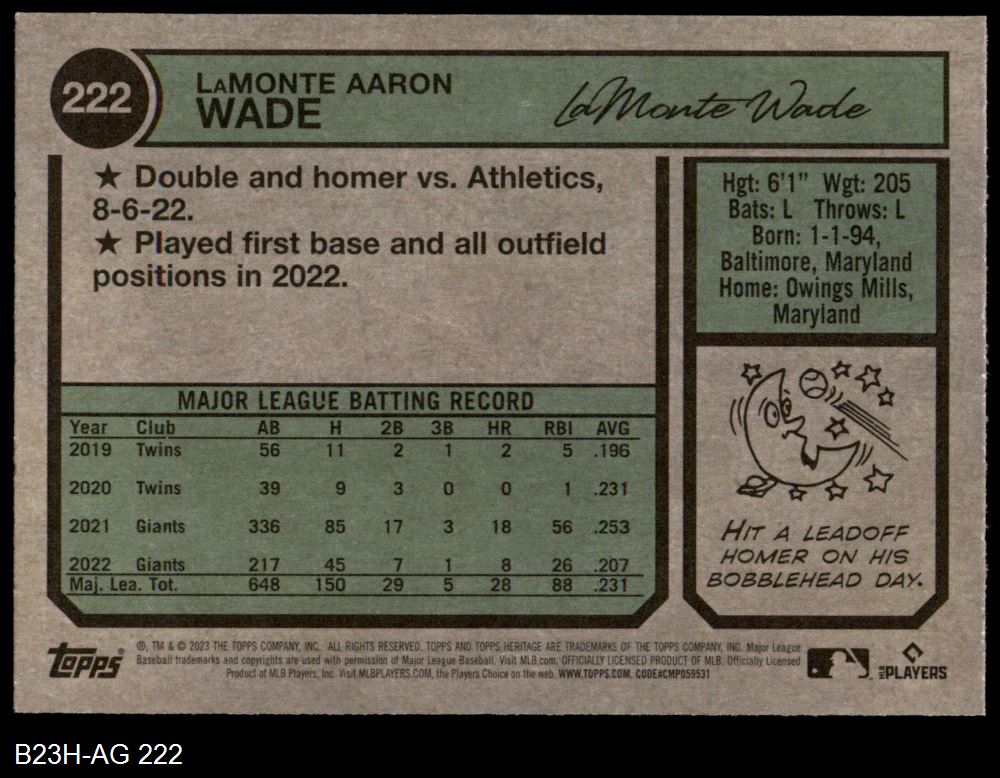 222
LaMONTE AARON
WADE
LaMonte Wade
★ Double and homer vs. Athletics,
8-6-22.
★ Played first base and all outfield
positions in 2022.
Hgt: 6'1" Wgt: 205
Bats: L Throws: L
Born: 1-1-94,
Baltimore, Maryland
Home: Owings Mills,
Maryland
MAJOR LEAGUE BATTING RECORD
Year Club AB H 2B 3B HR RBI AVG
2019 Twins 56 11 2 1 2 5 .196
2020 Twins 39 9 3 0 0 1 .231
2021 Giants 336 85 17 3 18 56 .253
2022 Giants 217 45 7 1 8 26 .207
Maj. Lea. Tot. 648 150 29 5 28 88 .231
HIT A LEADOFF
HOMER ON HIS
BOBBLEHEAD DAY.
Topps
®, TM & © 2023 THE TOPPS COMPANY, INC. ALL RIGHTS RESERVED. TOPPS AND TOPPS HERITAGE ARE TRADEMARKS OF THE TOPPS COMPANY, INC. Major League
Baseball trademarks and copyrights are used with permission of Major League Baseball. Visit MLB.com. OFFICIALLY LICENSED PRODUCT OF MLB. Officially Licensed
Product of MLB Players, Inc. Visit MLBPLAYERS.COM, the Players Choice on the web. WWW.TOPPS.COM. CODE#CMP059531
MLB PLAYERS
B23H-AG 222